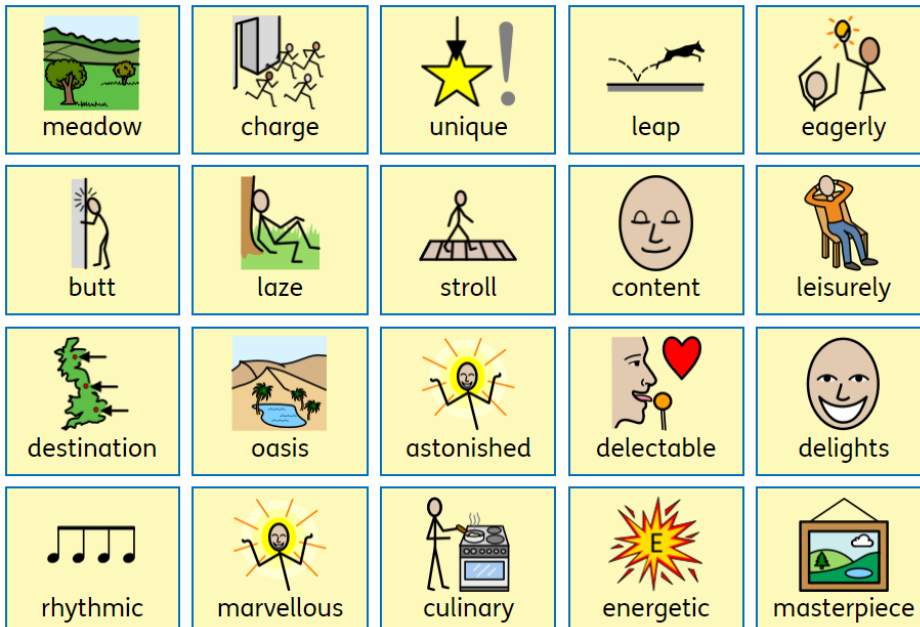 meadow charge unique leap eagerly
butt laze stroll content leisurely
destination oasis astonished delectable delights
E
rhythmic marvellous culinary energetic masterpiece